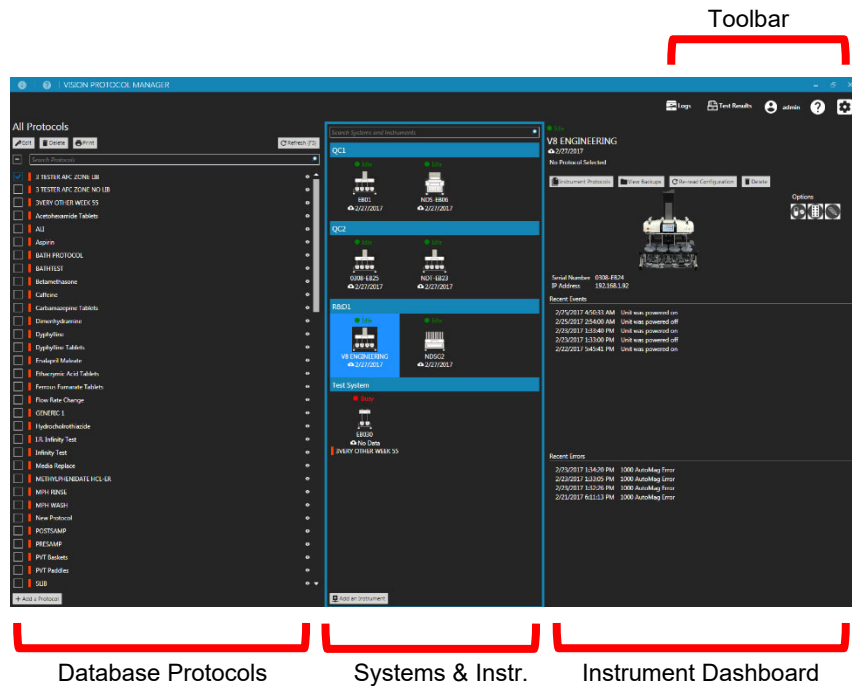 Toolbar
VISION PROTOCOL MANAGER
Logs Test Results admin
All Protocols
Edit Delete Print Refresh (F5)
Search Protocols
3 TESTER AFC ZONE NO LIB
3VERY OTHER WEEK 55
Acetohexamide Tablets
ALI
Aspirin
BATH PROTOCOL
BATHTEST
Betamethasone
Caffeine
Carbamazepine Tablets
Dimenhydramine
Dyphylline
Dyphylline Tablets
Enalapril Maleate
Ethacrynic Acid Tablets
Ferrous Fumarate Tablets
Flow Rate Change
GENERIC 1
Hydrochlrothiazide
I.R. Infinity Test
Infinity Test
Media Replace
METHYLPHENIDATE HCL-ER
MPH RINSE
MPH WASH
New Protocol
POSTSAMP
PRESAMP
PVT Baskets
PVT Paddles
+ Add a Protocol
Search Systems and Instruments
QC1
Idle Idle
EB01 NDS-EB06
2/27/2017 2/27/2017
QC2
Idle Idle
0308-EB25 NDT-EB23
2/27/2017 2/27/2017
R&D1
Idle Idle
V8 ENGINEERING NDSG2
2/27/2017 2/27/2017
Test System
Busy
EB030
No Data
3VERY OTHER WEEK 55
Add an Instrument
Idle
V8 ENGINEERING
2/27/2017
No Protocol Selected
Instrument Protocols View Backups Re-read Configuration Delete
Options
Serial Number 0308-EB24
IP Address 192.168.1.92
Recent Events
2/25/2017 4:50:33 AM Unit was powered on
2/25/2017 2:54:00 AM Unit was powered off
2/23/2017 1:33:40 PM Unit was powered on
2/23/2017 1:33:00 PM Unit was powered off
2/22/2017 5:45:41 PM Unit was powered on
Recent Errors
2/23/2017 1:34:20 PM 1000 AutoMag Error
2/23/2017 1:33:05 PM 1000 AutoMag Error
2/23/2017 1:32:26 PM 1000 AutoMag Error
2/21/2017 6:11:13 PM 1000 AutoMag Error
Database Protocols
Systems & Instr.
Instrument Dashboard